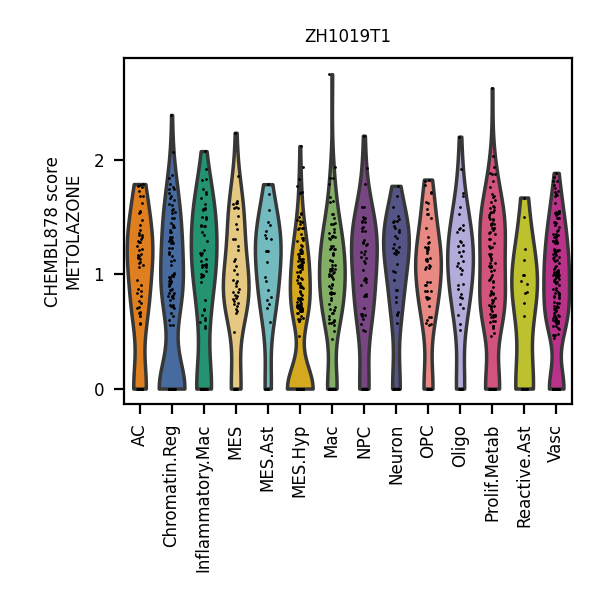 ZH1019T1
CHEMBL878 score
METOLAZONE
2
1
0
AC
Chromatin.Reg
Inflammatory.Mac
MES
MES.Ast
MES.Hyp
Mac
NPC
Neuron
OPC
Oligo
Prolif.Metab
Reactive.Ast
Vasc